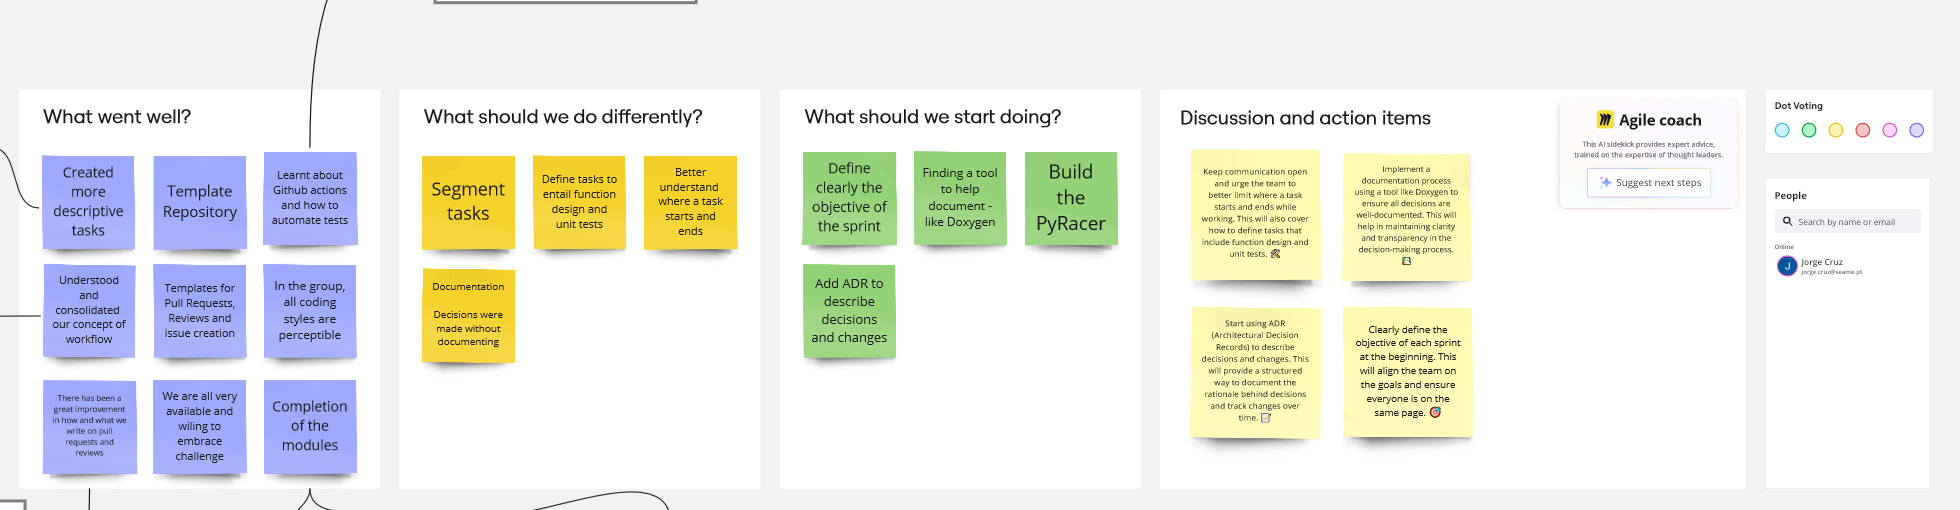 What went well?
Created
more
descriptive
tasks
Template
Repository
Learnt about
Github actions
and how to
automate tests
Understood
and
consolidated
our concept of
workflow
Templates for
Pull Requests,
Reviews and
issue creation
In the group,
all coding
styles are
perceptible
There has been a
great improvement
in how and what we
write on pull
requests and
reviews
We are all very
available and
wiling to
embrace
challenge
Completion
of the
modules
What should we do differently?
Segment
tasks
Define tasks to
entail function
design and
unit tests
Better
understand
where a task
starts and
ends
Documentation
Decisions were
made without
documenting
What should we start doing?
Define
clearly the
objective of
the sprint
Finding a tool
to help
document -
like Doxygen
Build
the
PyRacer
Add ADR to
describe
decisions
and changes
Discussion and action items
Keep communication open
and urge the team to
better limit where a task
starts and ends while
working. This will also cover
how to define tasks that
include function design and
unit tests. 🛠️
Implement a
documentation process
using a tool like Doxygen to
ensure all decisions are
well-documented. This will
help in maintaining clarity
and transparency in the
decision-making process.
Start using ADR
(Architectural Decision
Records) to describe
decisions and changes. This
will provide a structured
way to document the
rationale behind decisions
and track changes over
time. 📝
Clearly define the
objective of each sprint
at the beginning. This
will align the team on
the goals and ensure
everyone is on the
same page. 🎯
Agile coach
This AI sidekick provides expert advice,
trained on the expertise of thought leaders.
Suggest next steps
Dot Voting
People
Search by name or email
Online
J
Jorge Cruz
jorge.cruz@seame.pt